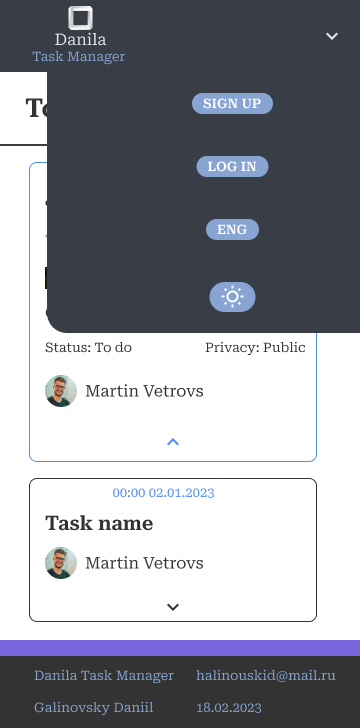 Danila
Task Manager
SIGN UP
LOG IN
ENG
Status: To do
Privacy: Public
Martin Vetrovs
00:00 02.01.2023
Task name
Martin Vetrovs
Danila Task Manager
halinouskid@mail.ru
Galinovsky Daniil
18.02.2023